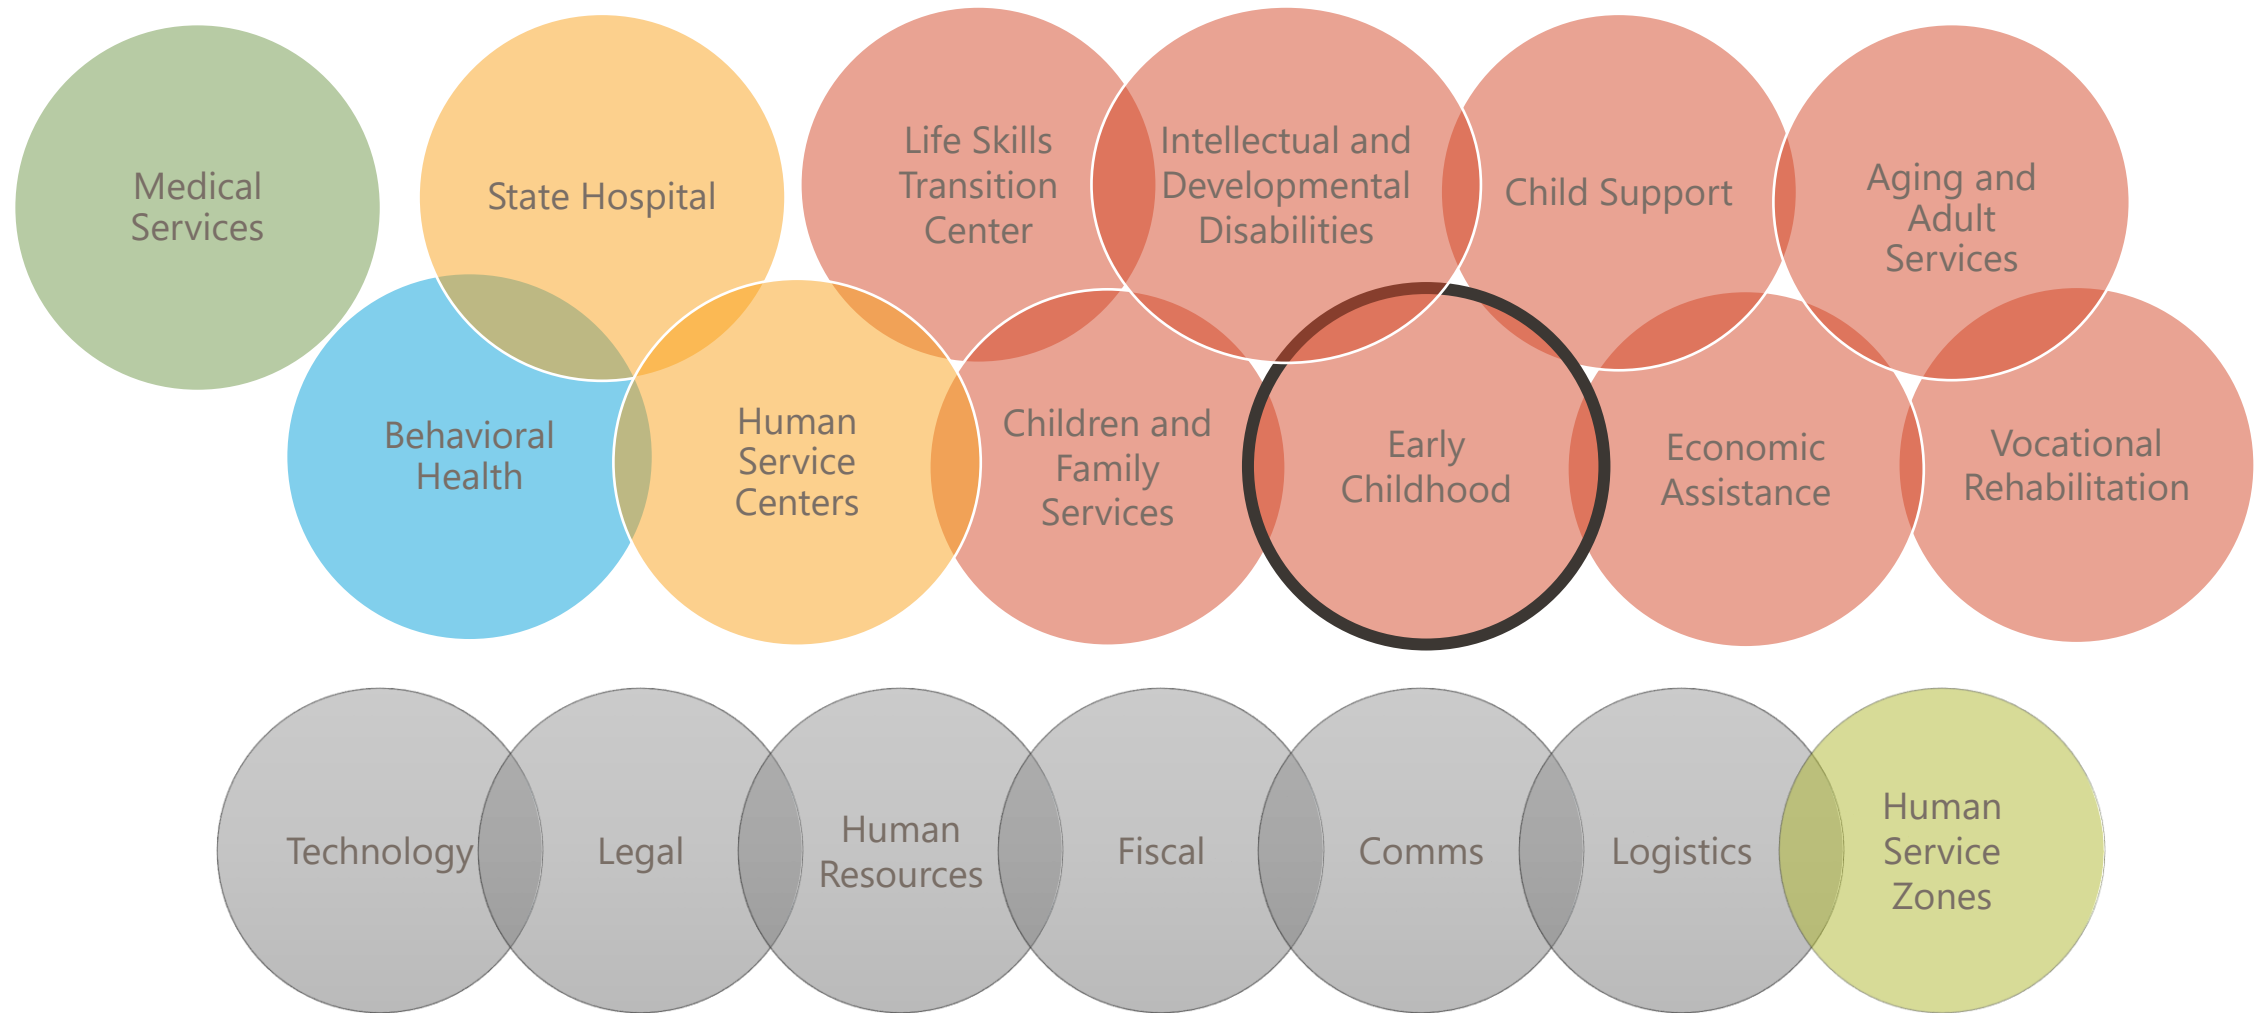 Medical
Services
State Hospital
Life Skills
Transition
Center
Intellectual and
Developmental
Disabilities
Child Support
Aging and
Adult
Services
Behavioral
Health
Human
Service
Centers
Children and
Family
Services
Early
Childhood
Economic
Assistance
Vocational
Rehabilitation
Technology
Legal
Human
Resources
Fiscal
Comms
Logistics
Human
Service
Zones